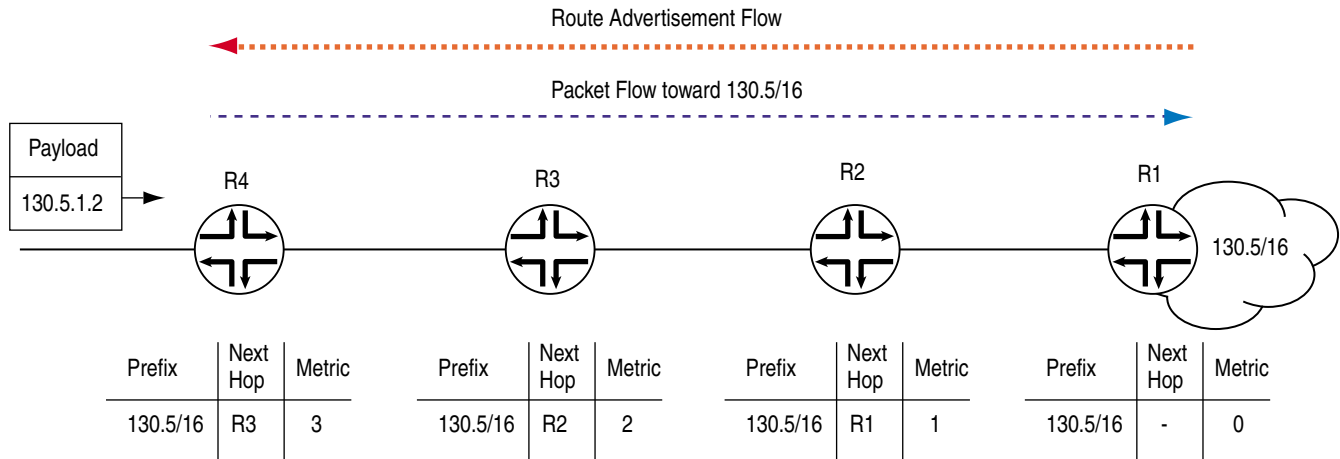 Route Advertisement Flow
Packet Flow toward 130.5/16
Payload
130.5.1.2
R4
R3
R2
R1
130.5/16
Prefix Next Hop Metric
130.5/16 R3 3
Prefix Next Hop Metric
130.5/16 R2 2
Prefix Next Hop Metric
130.5/16 R1 1
Prefix Next Hop Metric
130.5/16 - 0